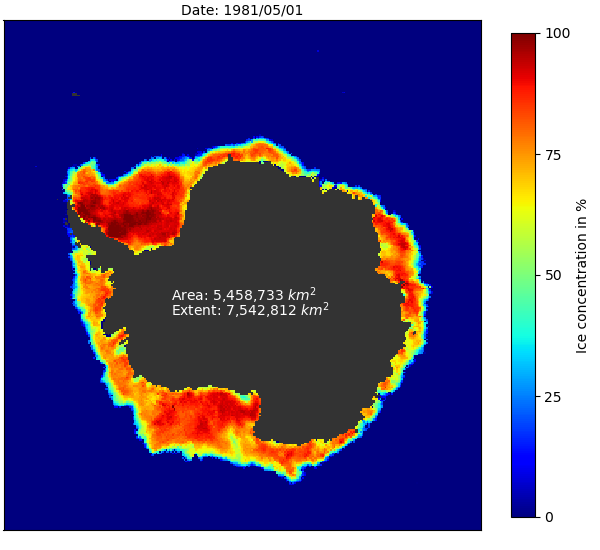 Date: 1981/05/01
100
75
50
25
0
Ice concentration in %
Area: 5,458,733 km²
Extent: 7,542,812 km²